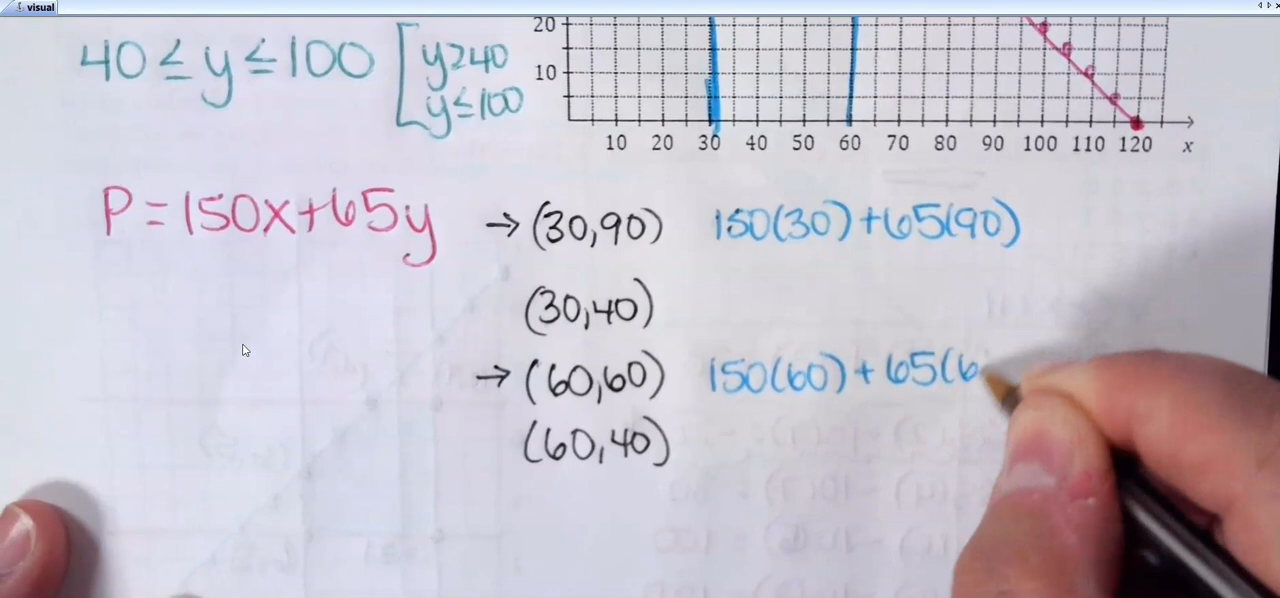 visual
20
40 ≤ y ≤ 100 [ y≥40
y≤100
10
10 20 30 40 50 60 70 80 90 100 110 120 x
P = 150x+65y → (30,90) 150(30)+65(90)
(30,40)
→ (60,60) 150(60)+65(6
(60,40)